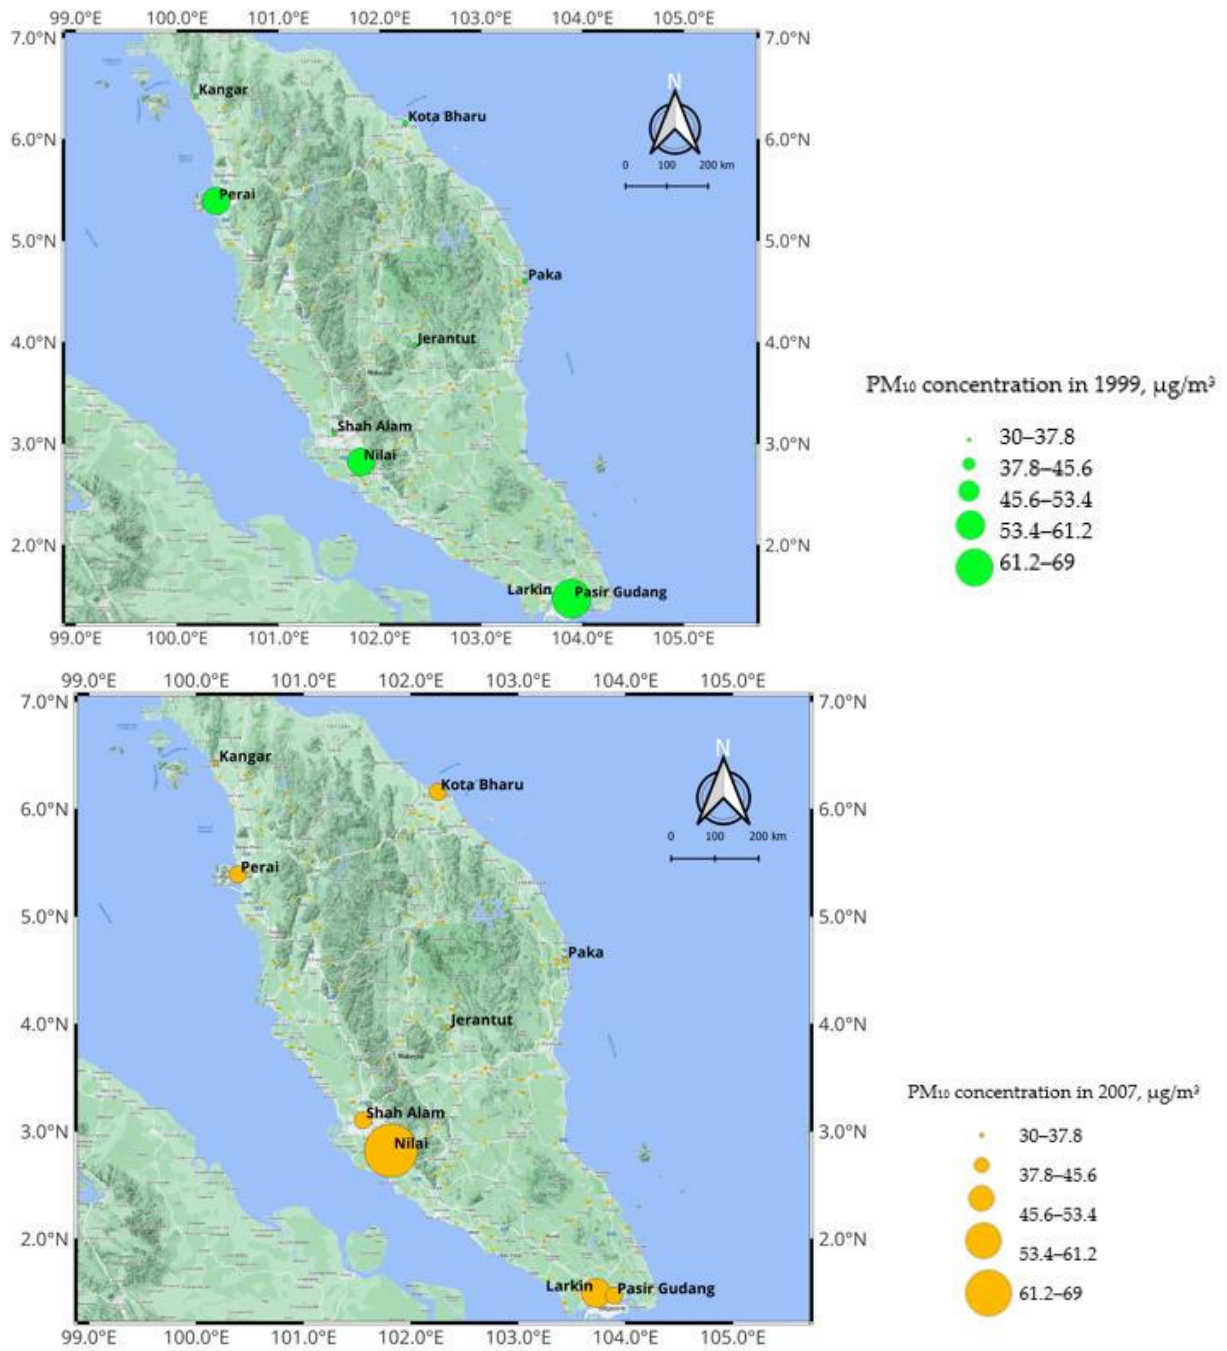 99.0°E 100.0°E 101.0°E 102.0°E 103.0°E 104.0°E 105.0°E
7.0°N 7.0°N
Kangar
N
Kota Bharu
6.0°N 6.0°N
0 100 200 km
Perai
5.0°N 5.0°N
Paka
4.0°N Jerantut 4.0°N
PM₁₀ concentration in 1999, µg/m³
Shah Alam
30–37.8
3.0°N 3.0°N
Nilai
37.8–45.6
45.6–53.4
53.4–61.2
2.0°N 2.0°N
61.2–69
Larkin Pasir Gudang
99.0°E 100.0°E 101.0°E 102.0°E 103.0°E 104.0°E 105.0°E
99.0°E 100.0°E 101.0°E 102.0°E 103.0°E 104.0°E 105.0°E
7.0°N 7.0°N
N
Kangar
Kota Bharu
6.0°N 6.0°N
0 100 200 km
Perai
5.0°N 5.0°N
Paka
4.0°N Jerantut 4.0°N
PM₁₀ concentration in 2007, µg/m³
Shah Alam
3.0°N 3.0°N
30–37.8
Nilai
37.8–45.6
45.6–53.4
2.0°N 2.0°N
53.4–61.2
Larkin Pasir Gudang
61.2–69
99.0°E 100.0°E 101.0°E 102.0°E 103.0°E 104.0°E 105.0°E